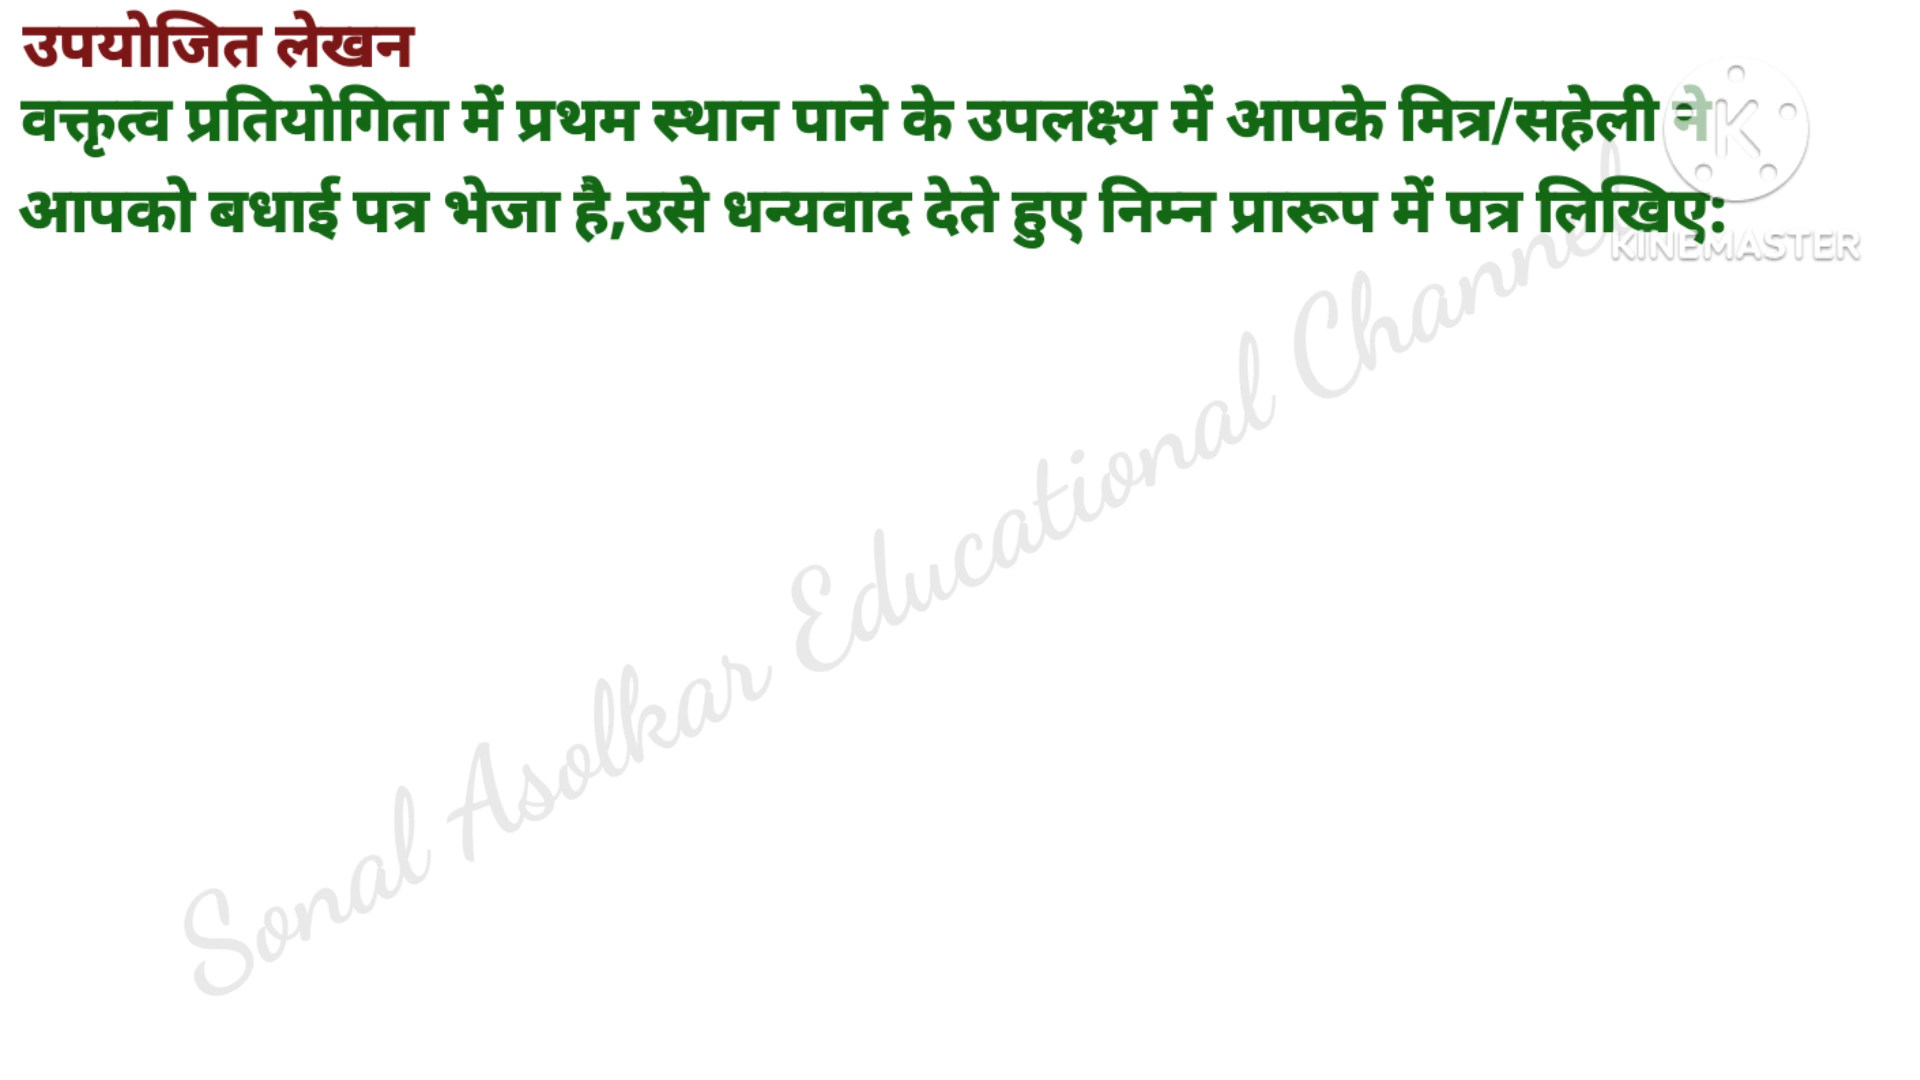 उपयोजित लेखन
वक्तृत्व प्रतियोगिता में प्रथम स्थान पाने के उपलक्ष्य में आपके मित्र/सहेली ने
आपको बधाई पत्र भेजा है,उसे धन्यवाद देते हुए निम्न प्रारूप में पत्र लिखिए:
K
KINEMASTER
Sonal Asolkar Educational Channel